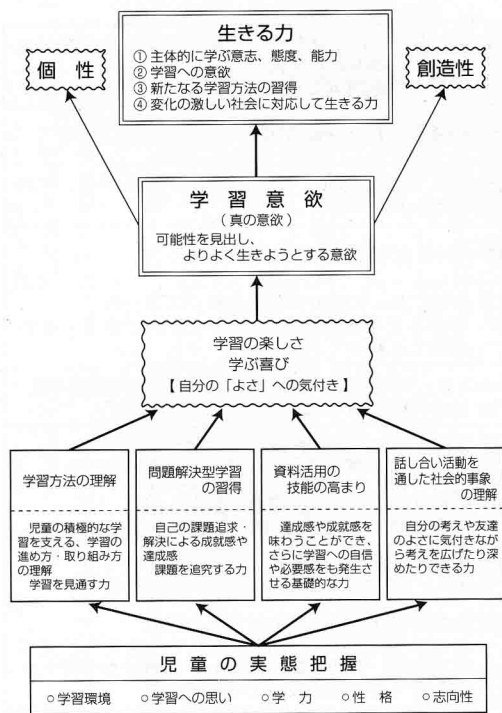 生きる力
① 主体的に学ぶ意志、態度、能力
② 学習への意欲
③ 新たなる学習方法の習得
④ 変化の激しい社会に対応して生きる力
個 性
創造性
学 習 意 欲
(真の意欲)
可能性を見出し、
よりよく生きようとする意欲
学習の楽しさ
学ぶ喜び
【自分の「よさ」への気付き】
学習方法の理解
児童の積極的な学
習を支える、学習の
進め方・取り組み方
の理解
学習を見通す力
問題解決型学習
の習得
自己の課題追求・
解決による成就感や
達成感
課題を追究する力
資料活用の
技能の高まり
達成感や成就感を
味わうことができ、
さらに学習への自信
や必要感をも発生さ
せる基礎的な力
話し合い活動を
通した社会的事象
の理解
自分の考えや友達
のよさに気付きなが
ら考えを広げたり深
めたりできる力
児 童 の 実 態 把 握
○学習環境 ○学習への思い ○学 力 ○性 格 ○志向性